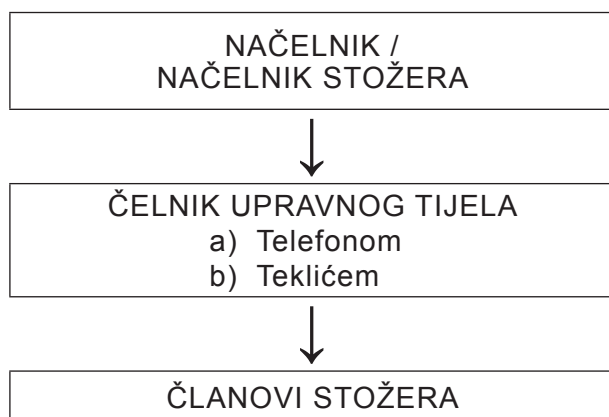 NAČELNIK /
NAČELNIK STOŽERA
ČELNIK UPRAVNOG TIJELA
a) Telefonom
b) Teklićem
ČLANOVI STOŽERA